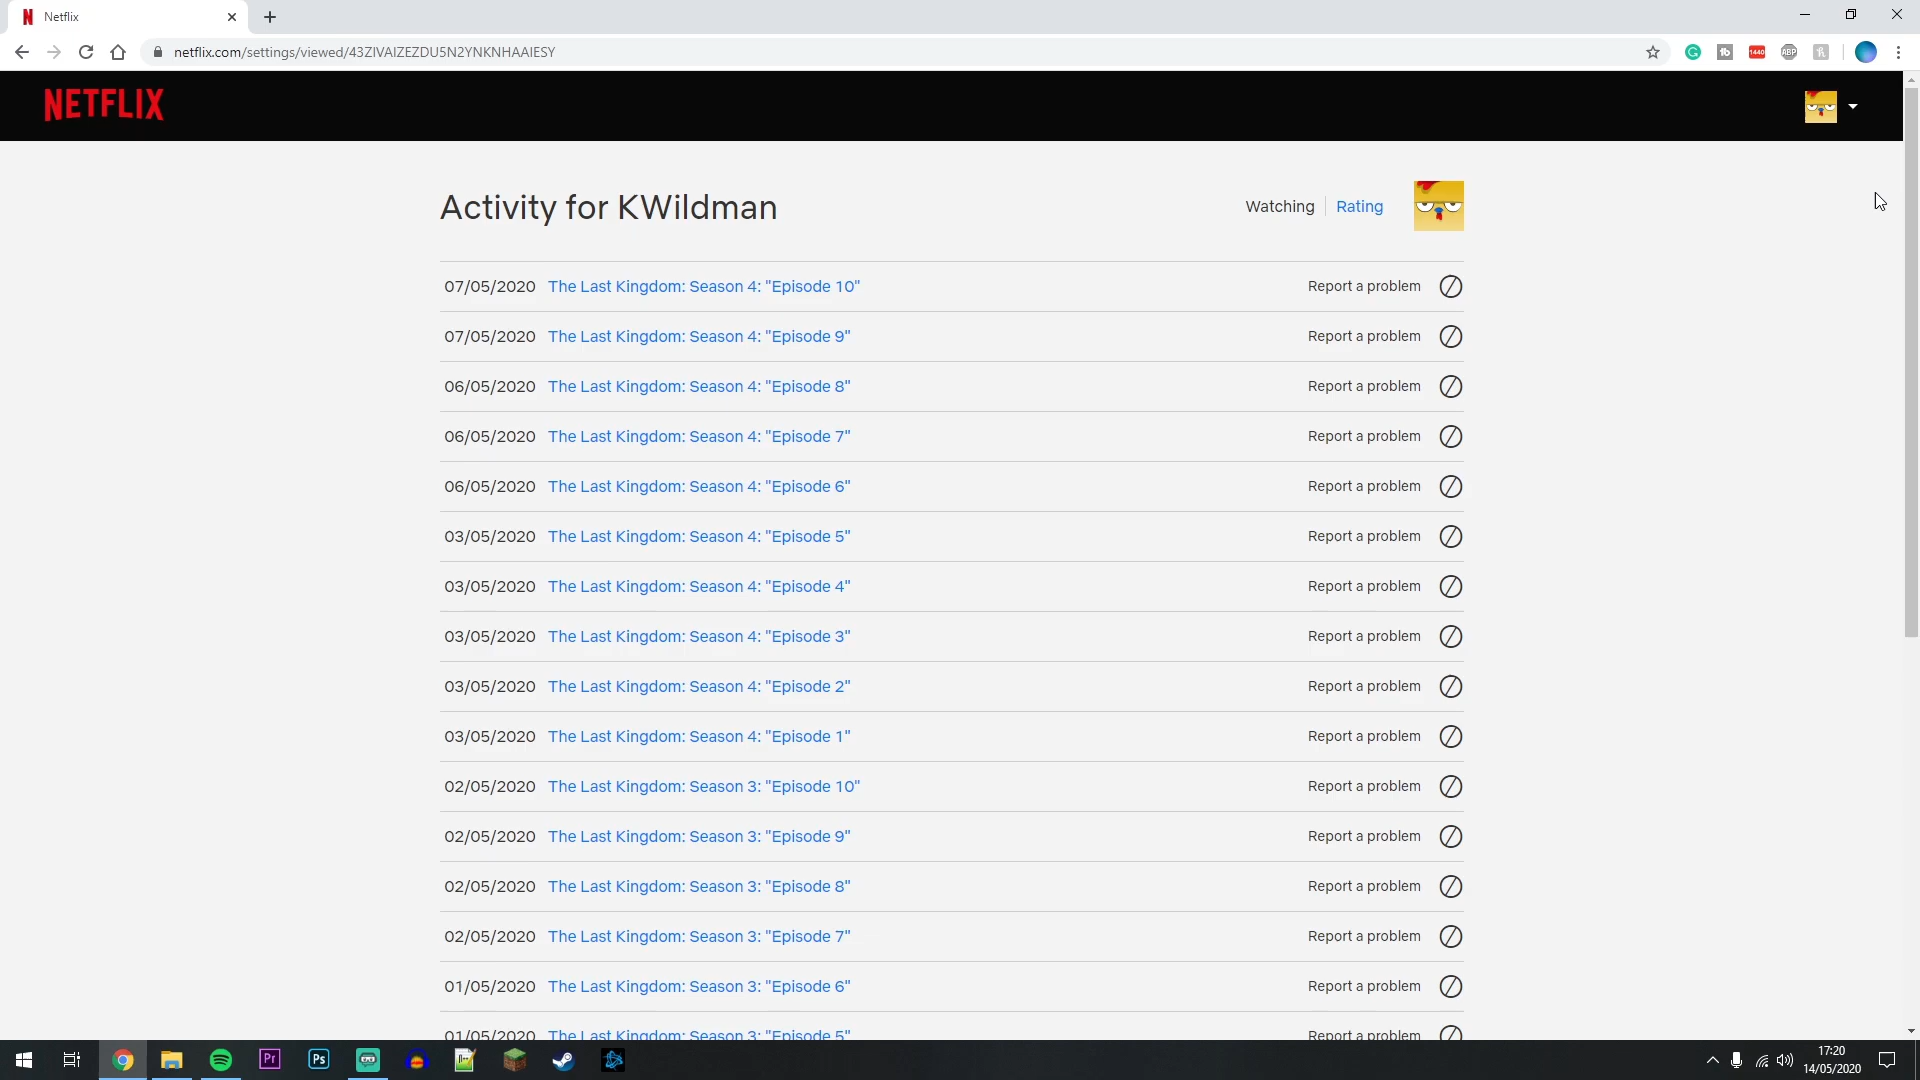 Netflix
netflix.com/settings/viewed/43ZIVAIZEZDU5N2YNKNHAAIESY
1440
ABP
NETFLIX
Activity for KWildman
Watching
Rating
07/05/2020 The Last Kingdom: Season 4: "Episode 10" Report a problem
07/05/2020 The Last Kingdom: Season 4: "Episode 9" Report a problem
06/05/2020 The Last Kingdom: Season 4: "Episode 8" Report a problem
06/05/2020 The Last Kingdom: Season 4: "Episode 7" Report a problem
06/05/2020 The Last Kingdom: Season 4: "Episode 6" Report a problem
03/05/2020 The Last Kingdom: Season 4: "Episode 5" Report a problem
03/05/2020 The Last Kingdom: Season 4: "Episode 4" Report a problem
03/05/2020 The Last Kingdom: Season 4: "Episode 3" Report a problem
03/05/2020 The Last Kingdom: Season 4: "Episode 2" Report a problem
03/05/2020 The Last Kingdom: Season 4: "Episode 1" Report a problem
02/05/2020 The Last Kingdom: Season 3: "Episode 10" Report a problem
02/05/2020 The Last Kingdom: Season 3: "Episode 9" Report a problem
02/05/2020 The Last Kingdom: Season 3: "Episode 8" Report a problem
02/05/2020 The Last Kingdom: Season 3: "Episode 7" Report a problem
01/05/2020 The Last Kingdom: Season 3: "Episode 6" Report a problem
01/05/2020 The Last Kingdom: Season 3: "Episode 5" Report a problem
Pr
Ps
17:20
14/05/2020